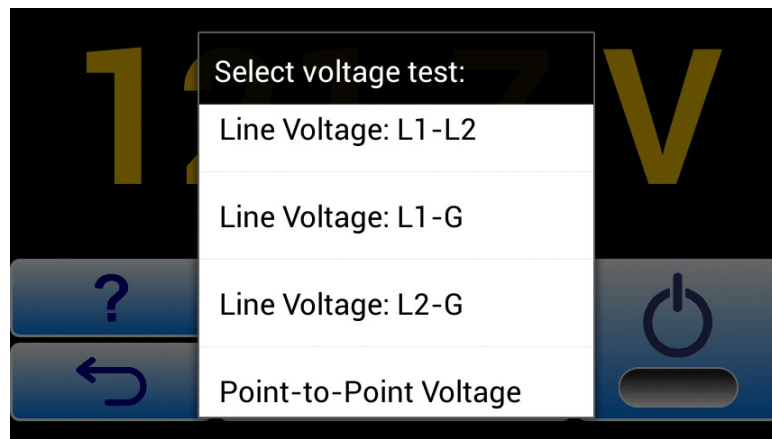 Select voltage test:
Line Voltage: L1-L2
Line Voltage: L1-G
Line Voltage: L2-G
Point-to-Point Voltage
V
?